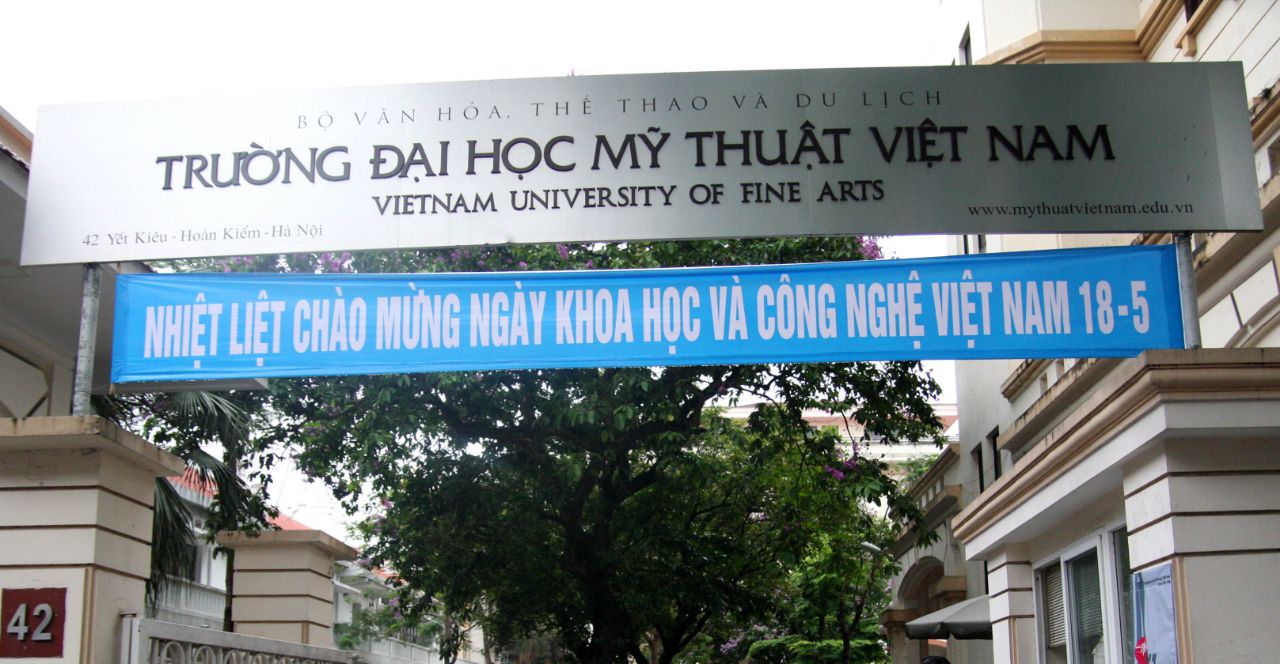 BỘ VĂN HÓA, THỂ THAO VÀ DU LỊCH
TRƯỜNG ĐẠI HỌC MỸ THUẬT VIỆT NAM
VIETNAM UNIVERSITY OF FINE ARTS
42 Yết Kiêu - Hoàn Kiếm - Hà Nội
www.mythuatvietnam.edu.vn
NHIỆT LIỆT CHÀO MỪNG NGÀY KHOA HỌC VÀ CÔNG NGHỆ VIỆT NAM 18-5
42